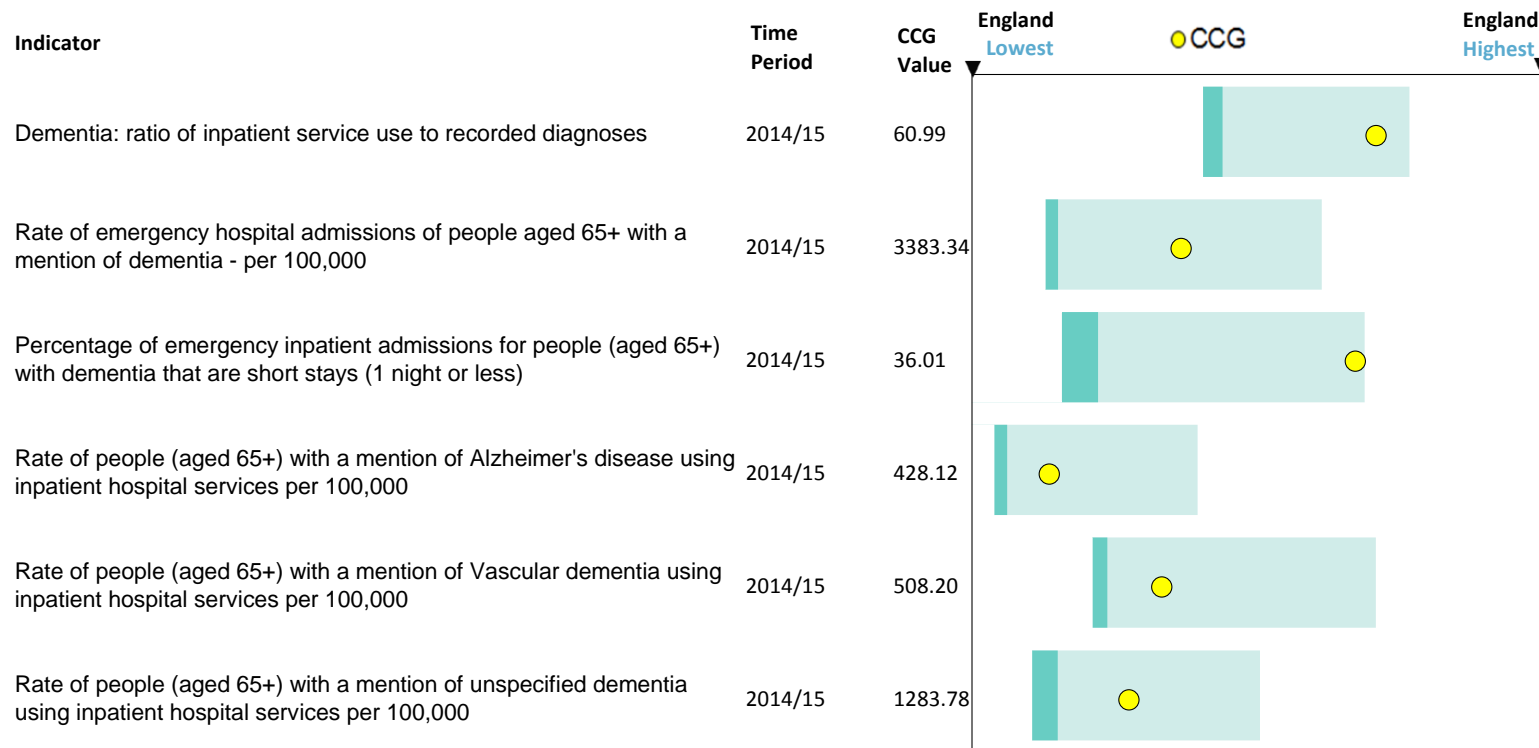 Indicator
Time
Period
CCG
Value
England
Lowest
CCG
England
Highest
Dementia: ratio of inpatient service use to recorded diagnoses
2014/15
60.99
Rate of emergency hospital admissions of people aged 65+ with a
mention of dementia - per 100,000
2014/15
3383.34
Percentage of emergency inpatient admissions for people (aged 65+)
with dementia that are short stays (1 night or less)
2014/15
36.01
Rate of people (aged 65+) with a mention of Alzheimer's disease using
inpatient hospital services per 100,000
2014/15
428.12
Rate of people (aged 65+) with a mention of Vascular dementia using
inpatient hospital services per 100,000
2014/15
508.20
Rate of people (aged 65+) with a mention of unspecified dementia
using inpatient hospital services per 100,000
2014/15
1283.78